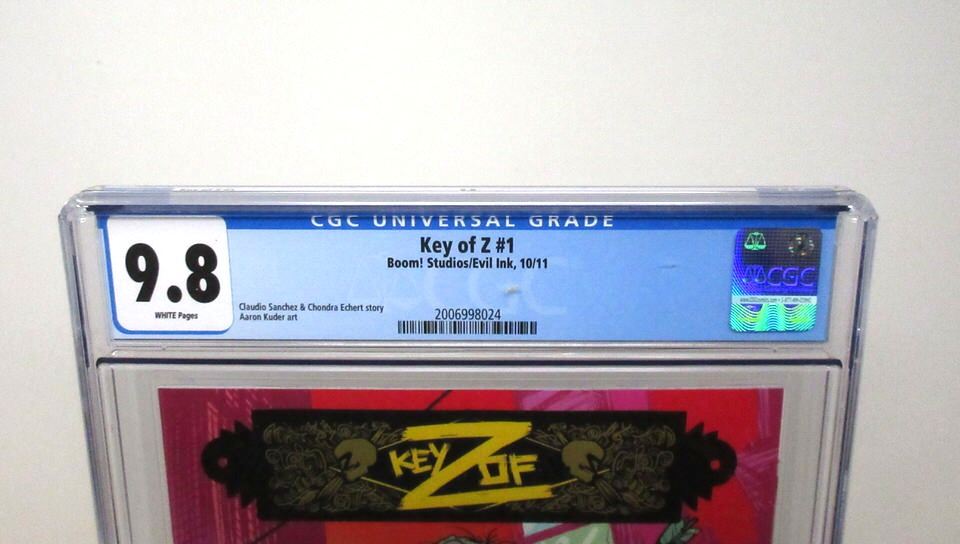 CGC UNIVERSAL GRADE
9.8
WHITE Pages
Key of Z #1
Boom! Studios/Evil Ink, 10/11
Claudio Sanchez & Chondra Echert story
Aaron Kuder art
2006998024
CGC
CGC
KEY OF Z